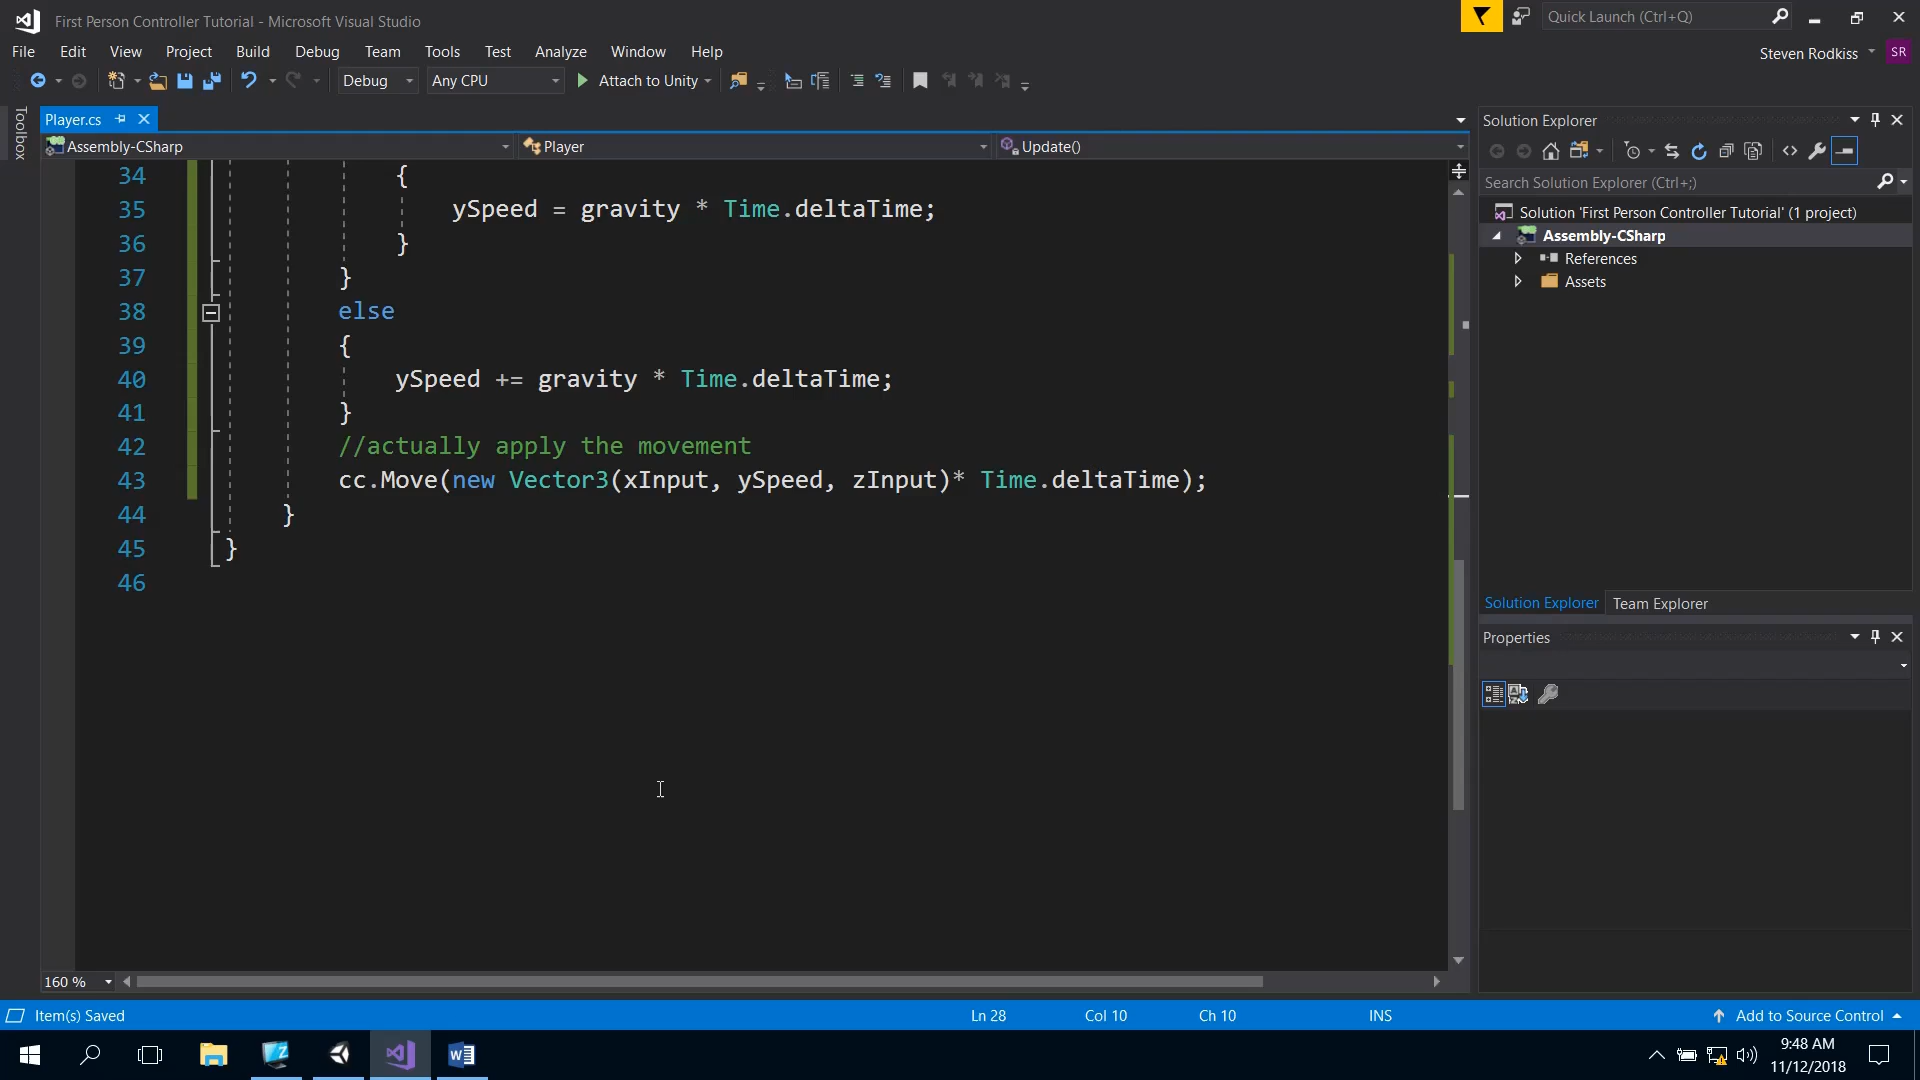 First Person Controller Tutorial - Microsoft Visual Studio
Quick Launch (Ctrl+Q)
File Edit View Project Build Debug Team Tools Test Analyze Window Help
Steven Rodkiss SR
Debug Any CPU Attach to Unity
Toolbox
Player.cs
Assembly-CSharp Player Update()
34 {
35 ySpeed = gravity * Time.deltaTime;
36 }
37 }
38 else
39 {
40 ySpeed += gravity * Time.deltaTime;
41 }
42 //actually apply the movement
43 cc.Move(new Vector3(xInput, ySpeed, zInput)* Time.deltaTime);
44 }
45 }
46
160 %
Solution Explorer
Search Solution Explorer (Ctrl+;)
Solution 'First Person Controller Tutorial' (1 project)
Assembly-CSharp
References
Assets
Solution Explorer Team Explorer
Properties
Item(s) Saved Ln 28 Col 10 Ch 10 INS Add to Source Control
9:48 AM
11/12/2018